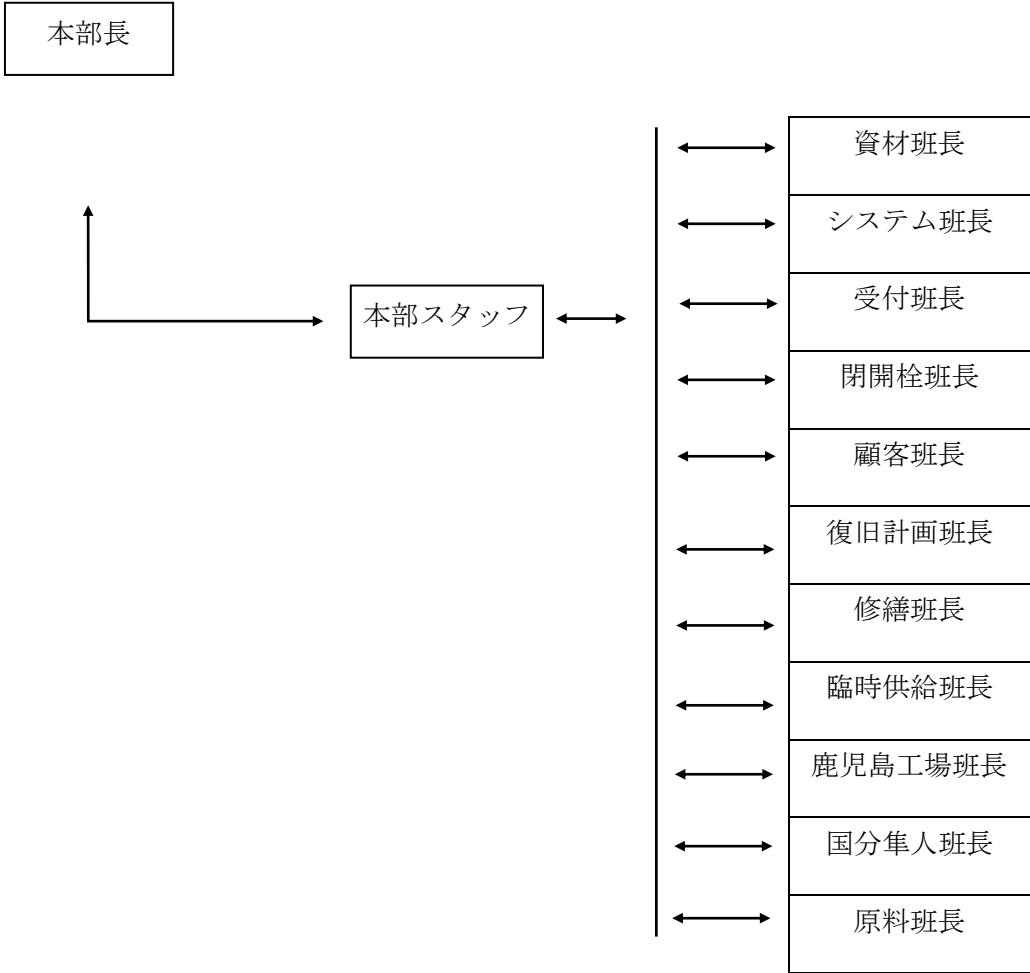 本部長
本部スタッフ
資材班長
システム班長
受付班長
閉開栓班長
顧客班長
復旧計画班長
修繕班長
臨時供給班長
鹿児島工場班長
国分隼人班長
原料班長